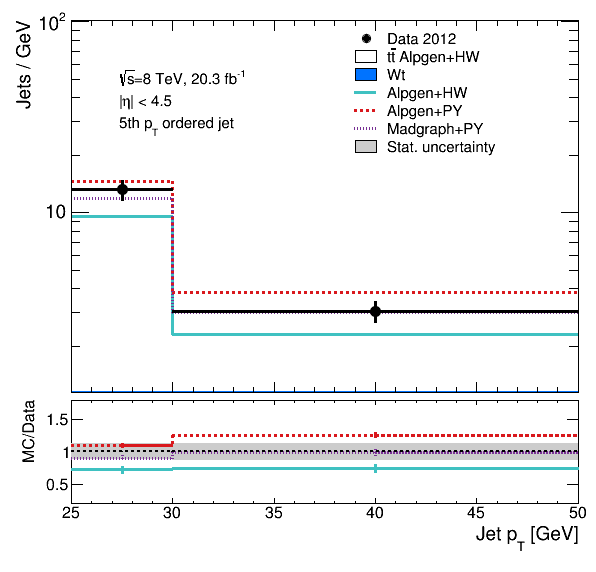 10²
Jets / GeV
Data 2012
tt̄ Alpgen+HW
√s=8 TeV, 20.3 fb⁻¹
Wt
|η| < 4.5
Alpgen+HW
5th p_T ordered jet
Alpgen+PY
Madgraph+PY
Stat. uncertainty
10
MC/Data
1.5
1
0.5
25 30 35 40 45 50
Jet p_T [GeV]